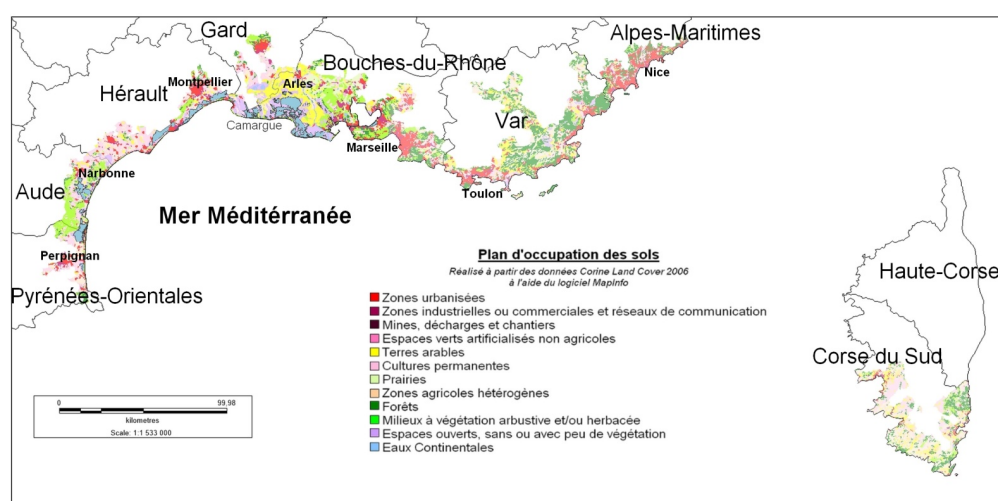 Gard
Alpes-Maritimes
Bouches-du-Rhône
Nice
Montpellier
Arles
Hérault
Var
Camargue
Marseille
Narbonne
Aude
Toulon
Mer Méditérranée
Perpignan
Pyrénées-Orientales
Plan d'occupation des sols
Réalisé à partir des données Corine Land Cover 2006
à l'aide du logiciel MapInfo
Zones urbanisées
Zones industrielles ou commerciales et réseaux de communication
Mines, décharges et chantiers
Espaces verts artificialisés non agricoles
Terres arables
Cultures permanentes
Prairies
Zones agricoles hétérogènes
Forêts
Milieux à végétation arbustive et/ou herbacée
Espaces ouverts, sans ou avec peu de végétation
Eaux Continentales
Haute-Corse
Corse du Sud
0 99,98
kilometres
Scale: 1:1 533 000